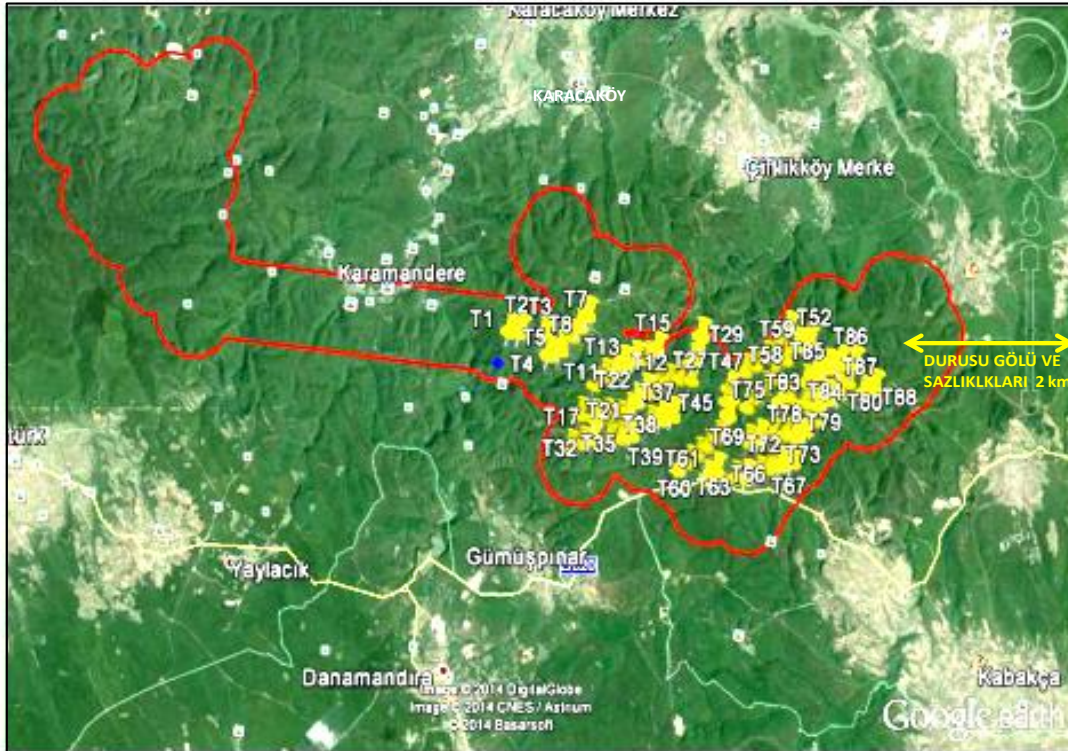 Karacaköy Merkez
KARACAKÖY
Çiftlikköy Merke
Karamandere
T1
T2
T3
T7
T5
T8
T4
T15
T13
T11
T12
T22
T27
T29
T47
T59
T52
T58
T85
T86
T87
T83
T84
T80
T88
T75
T37
T45
T17
T21
T38
T32
T35
T39
T61
T69
T72
T78
T79
T73
T60
T63
T66
T67
DURUSU GÖLÜ VE
SAZLIKLKLARI 2 km
türk
Yaylacık
Gümüşpınar
Danamandıra
Kabakça
Image © 2014 DigitalGlobe
Image © 2014 CNES / Astrium
© 2014 Basarsoft
Google earth